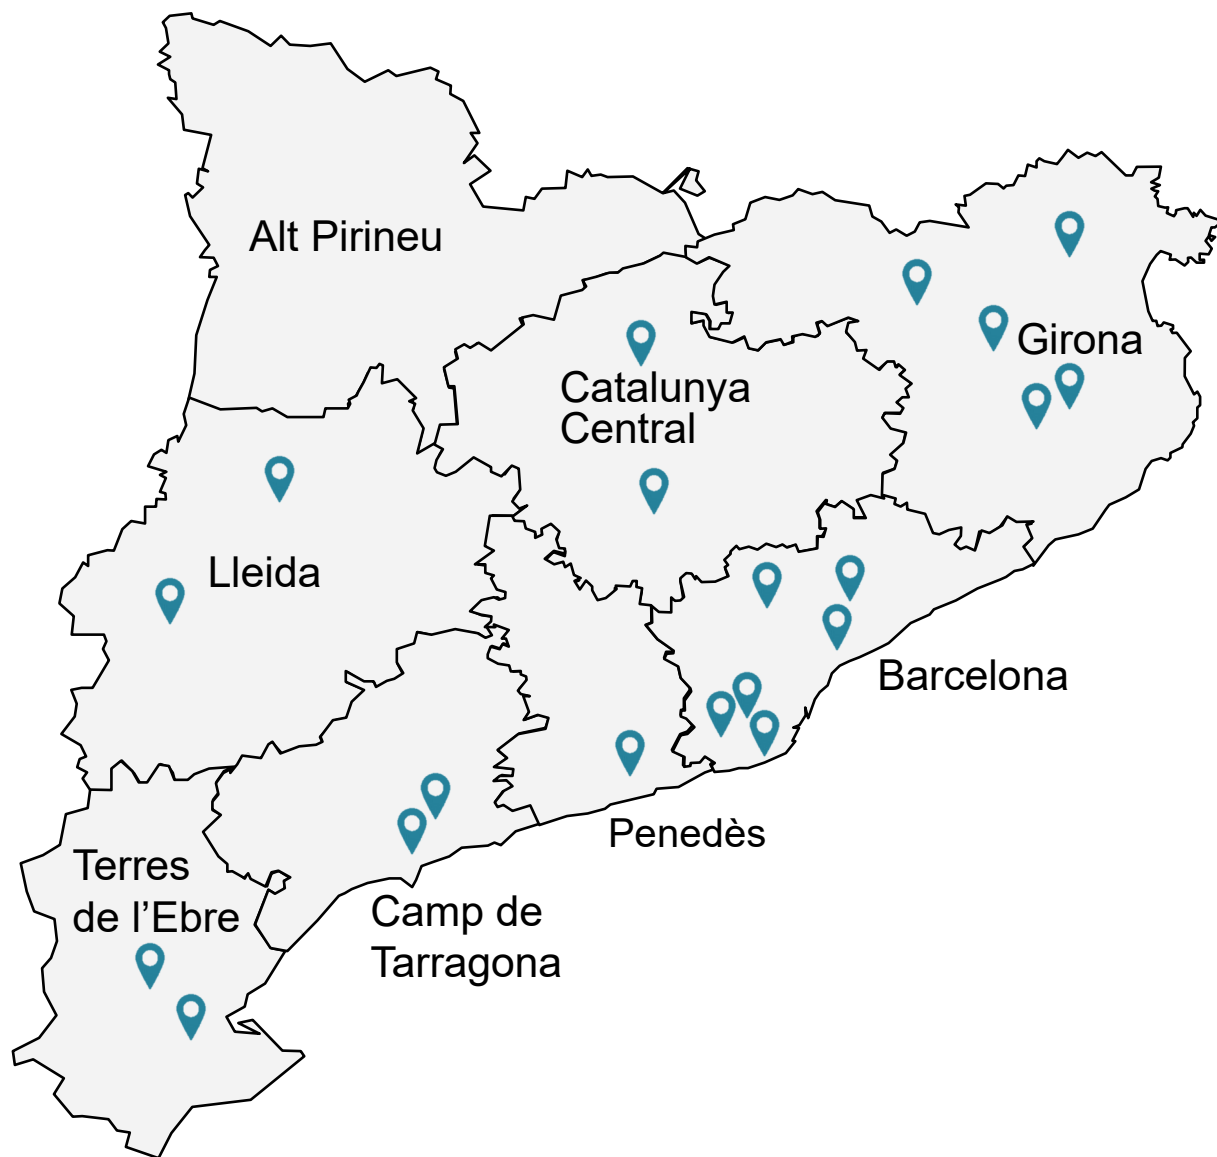 Alt Pirineu
Girona
Catalunya
Central
Lleida
Barcelona
Penedès
Terres
de l’Ebre
Camp de
Tarragona